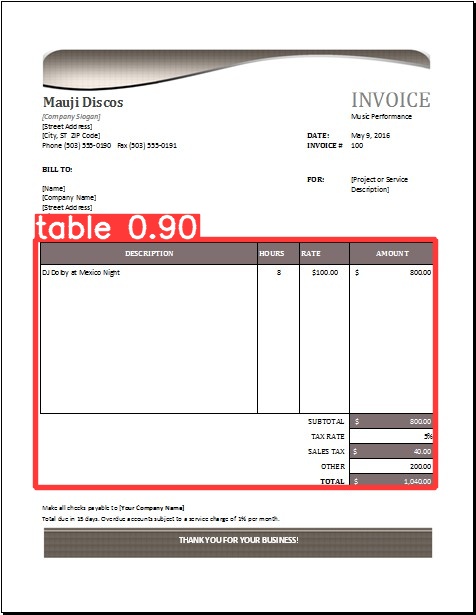 Mauji Discos
INVOICE
[Company Slogan]
Music Performance
[Street Address]
[City, ST ZIP Code]
DATE: May 9, 2016
Phone (503) 555-0190 Fax (503) 555-0191
INVOICE # 100
BILL TO:
FOR: [Project or Service
Description]
[Name]
[Company Name]
[Street Address]
table 0.90
DESCRIPTION HOURS RATE AMOUNT
DJ Dolby at Mexico Night 8 $100.00 $ 800.00
SUBTOTAL $ 800.00
TAX RATE 5%
SALES TAX $ 40.00
OTHER 200.00
TOTAL $ 1,040.00
Make all checks payable to [Your Company Name]
Total due in 15 days. Overdue accounts subject to a service charge of 1% per month.
THANK YOU FOR YOUR BUSINESS!